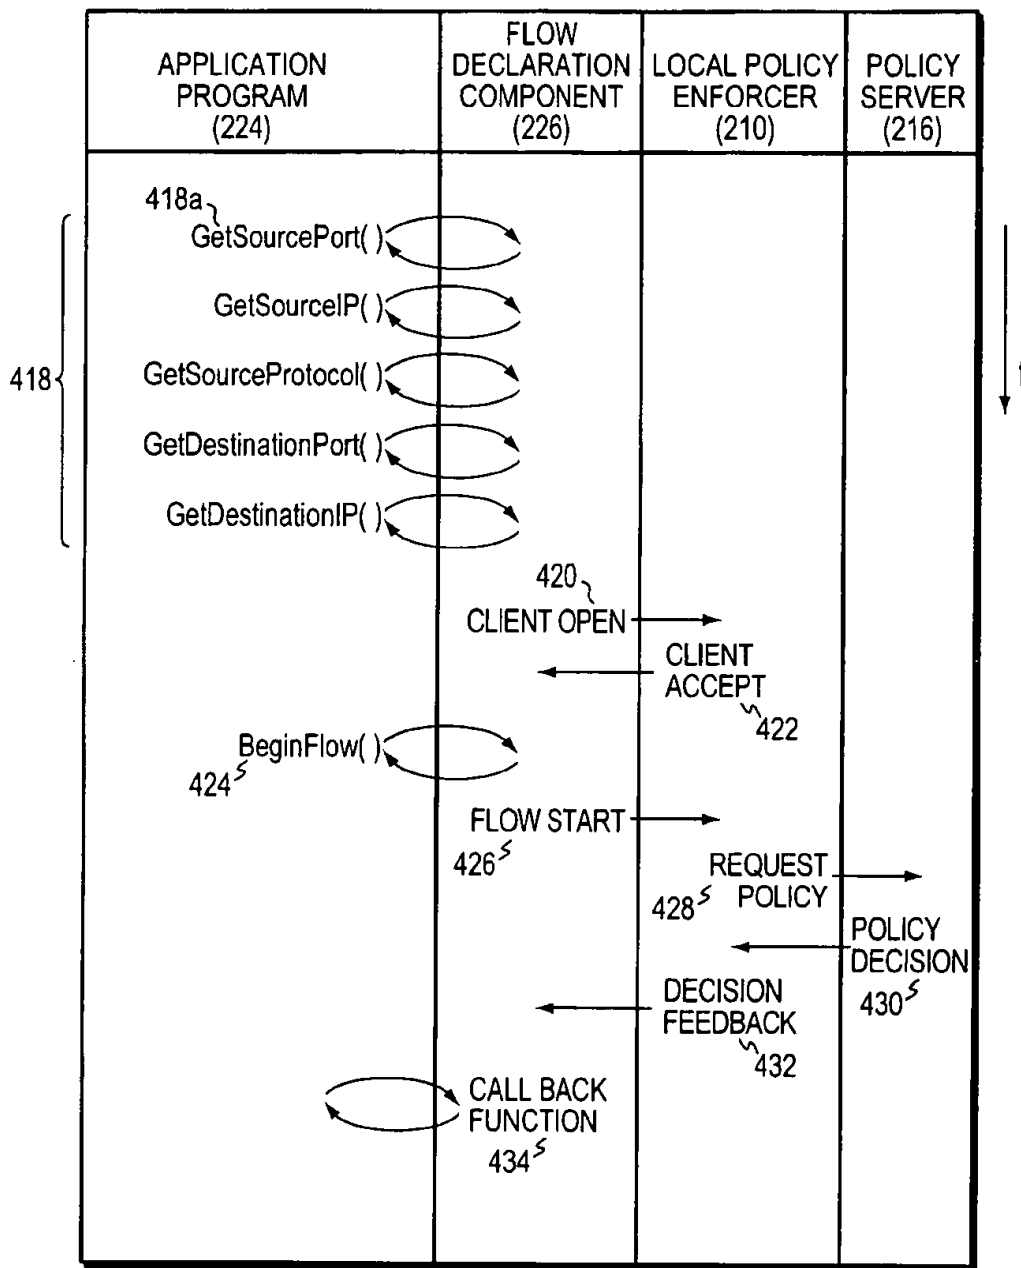 APPLICATION
PROGRAM
(224)
FLOW
DECLARATION
COMPONENT
(226)
LOCAL POLICY
ENFORCER
(210)
POLICY
SERVER
(216)
418a
GetSourcePort( )
GetSourceIP( )
GetSourceProtocol( )
GetDestinationPort( )
GetDestinationIP( )
418
t
420
CLIENT OPEN
CLIENT
ACCEPT
422
BeginFlow( )
424
FLOW START
426
REQUEST
POLICY
428
POLICY
DECISION
430
DECISION
FEEDBACK
432
CALL BACK
FUNCTION
434